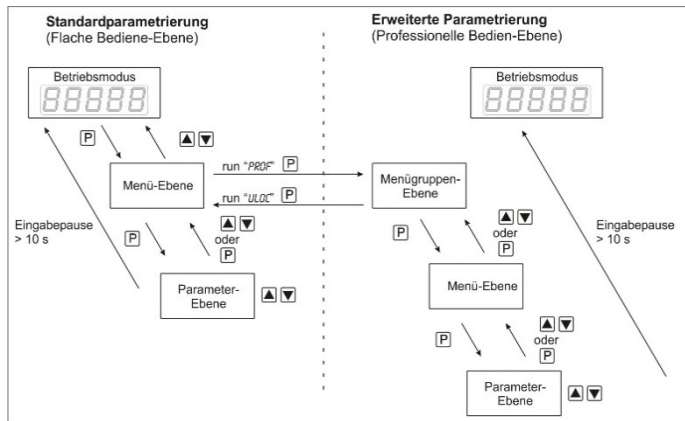 Standardparametrierung
(Flache Bediene-Ebene)
Betriebsmodus
88888
P
Menü-Ebene
Eingabepause
> 10 s
P
oder
P
Parameter-
Ebene
run "PROF" P
run "ULOC" P
Erweiterte Parametrierung
(Professionelle Bedien-Ebene)
Betriebsmodus
88888
Menügruppen-
Ebene
P
oder
P
Eingabepause
> 10 s
Menü-Ebene
P
oder
P
Parameter-
Ebene